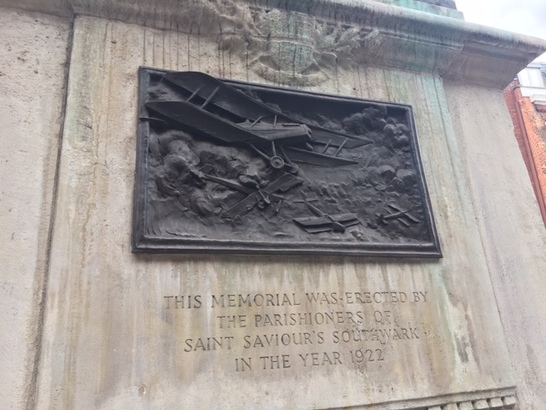 THIS MEMORIAL WAS ERECTED BY
THE PARISHIONERS OF
SAINT SAVIOUR'S SOUTHWARK
IN THE YEAR 1922